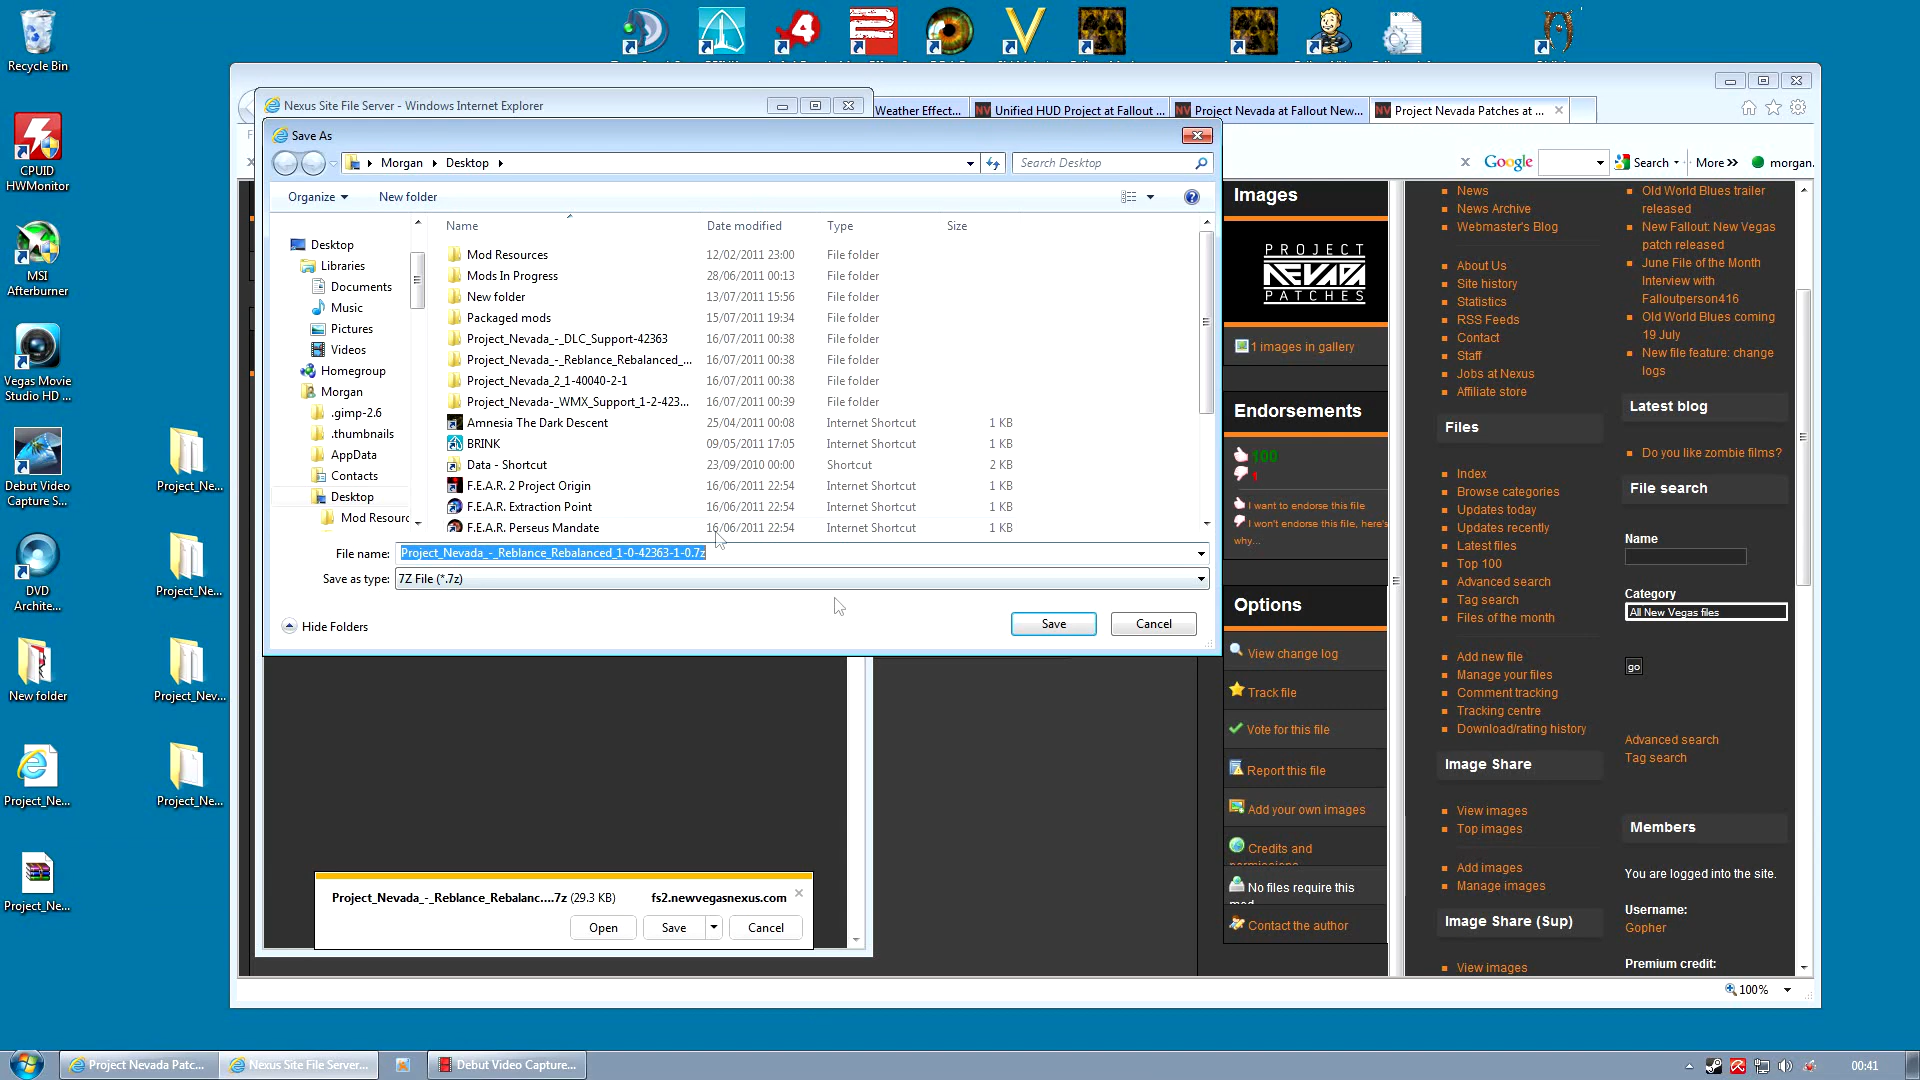 Recycle Bin
CPUID
HWMonitor
MSI
Afterburner
Vegas Movie
Studio HD ...
Debut Video
Capture S...
DVD
Archite...
New folder
Project_Ne...
Project_Ne...
Project_Ne...
Project_Ne...
Project_Nev...
Project_Ne...
Nexus Site File Server - Windows Internet Explorer
Weather Effect...
Unified HUD Project at Fallout ...
Project Nevada at Fallout New...
Project Nevada Patches at ...
Google
Search
More »
morgan.
Save As
Morgan
Desktop
Search Desktop
Organize
New folder
Name
Date modified
Type
Size
Desktop
Libraries
Documents
Music
Pictures
Videos
Homegroup
Morgan
.gimp-2.6
.thumbnails
AppData
Contacts
Desktop
Mod Resourc
Mod Resources 12/02/2011 23:00 File folder
Mods In Progress 28/06/2011 00:13 File folder
New folder 13/07/2011 15:56 File folder
Packaged mods 15/07/2011 19:34 File folder
Project_Nevada_-_DLC_Support-42363 16/07/2011 00:38 File folder
Project_Nevada_-_Reblance_Rebalanced_... 16/07/2011 00:38 File folder
Project_Nevada_2_1-40040-2-1 16/07/2011 00:38 File folder
Project_Nevada-_WMX_Support_1-2-423... 16/07/2011 00:39 File folder
Amnesia The Dark Descent 25/04/2011 00:08 Internet Shortcut 1 KB
BRINK 09/05/2011 17:05 Internet Shortcut 1 KB
Data - Shortcut 23/09/2010 00:00 Shortcut 2 KB
F.E.A.R. 2 Project Origin 16/06/2011 22:54 Internet Shortcut 1 KB
F.E.A.R. Extraction Point 16/06/2011 22:54 Internet Shortcut 1 KB
F.E.A.R. Perseus Mandate 16/06/2011 22:54 Internet Shortcut 1 KB
File name: Project_Nevada_-_Reblance_Rebalanced_1-0-42363-1-0.7z
Save as type: 7Z File (*.7z)
Hide Folders
Save
Cancel
Project_Nevada_-_Reblance_Rebalanc....7z (29.3 KB) fs2.newvegasnexus.com
Open
Save
Cancel
Images
PROJECT
NEVADA
PATCHES
1 images in gallery
Endorsements
100
1
I want to endorse this file
I won't endorse this file, here's
why...
Options
View change log
Track file
Vote for this file
Report this file
Add your own images
Credits and
No files require this
Contact the author
News
News Archive
Webmaster's Blog
About Us
Site history
Statistics
RSS Feeds
Contact
Staff
Jobs at Nexus
Affiliate store
Files
Index
Browse categories
Updates today
Updates recently
Latest files
Top 100
Advanced search
Tag search
Files of the month
Add new file
Manage your files
Comment tracking
Tracking centre
Download/rating history
Image Share
View images
Top images
Add images
Manage images
Image Share (Sup)
View images
Old World Blues trailer
released
New Fallout: New Vegas
patch released
June File of the Month
Interview with
Falloutperson416
Old World Blues coming
19 July
New file feature: change
logs
Latest blog
Do you like zombie films?
File search
Name
Category
All New Vegas files
go
Advanced search
Tag search
Members
You are logged into the site.
Username:
Gopher
Premium credit:
100%
Project Nevada Patc...
Nexus Site File Server...
Debut Video Capture...
00:41